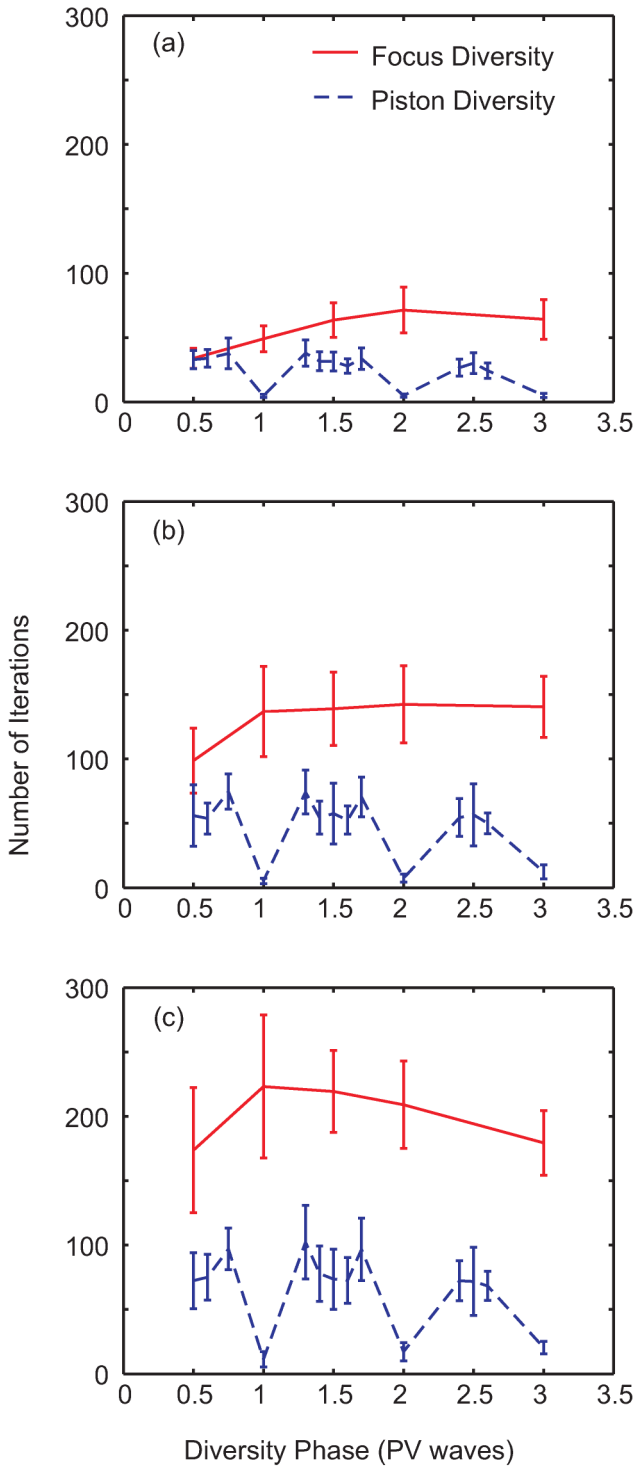 300
(a)
Focus Diversity
Piston Diversity
200
100
0
0 0.5 1 1.5 2 2.5 3 3.5
300
(b)
200
100
0
0 0.5 1 1.5 2 2.5 3 3.5
Number of Iterations
300
(c)
200
100
0
0 0.5 1 1.5 2 2.5 3 3.5
Diversity Phase (PV waves)